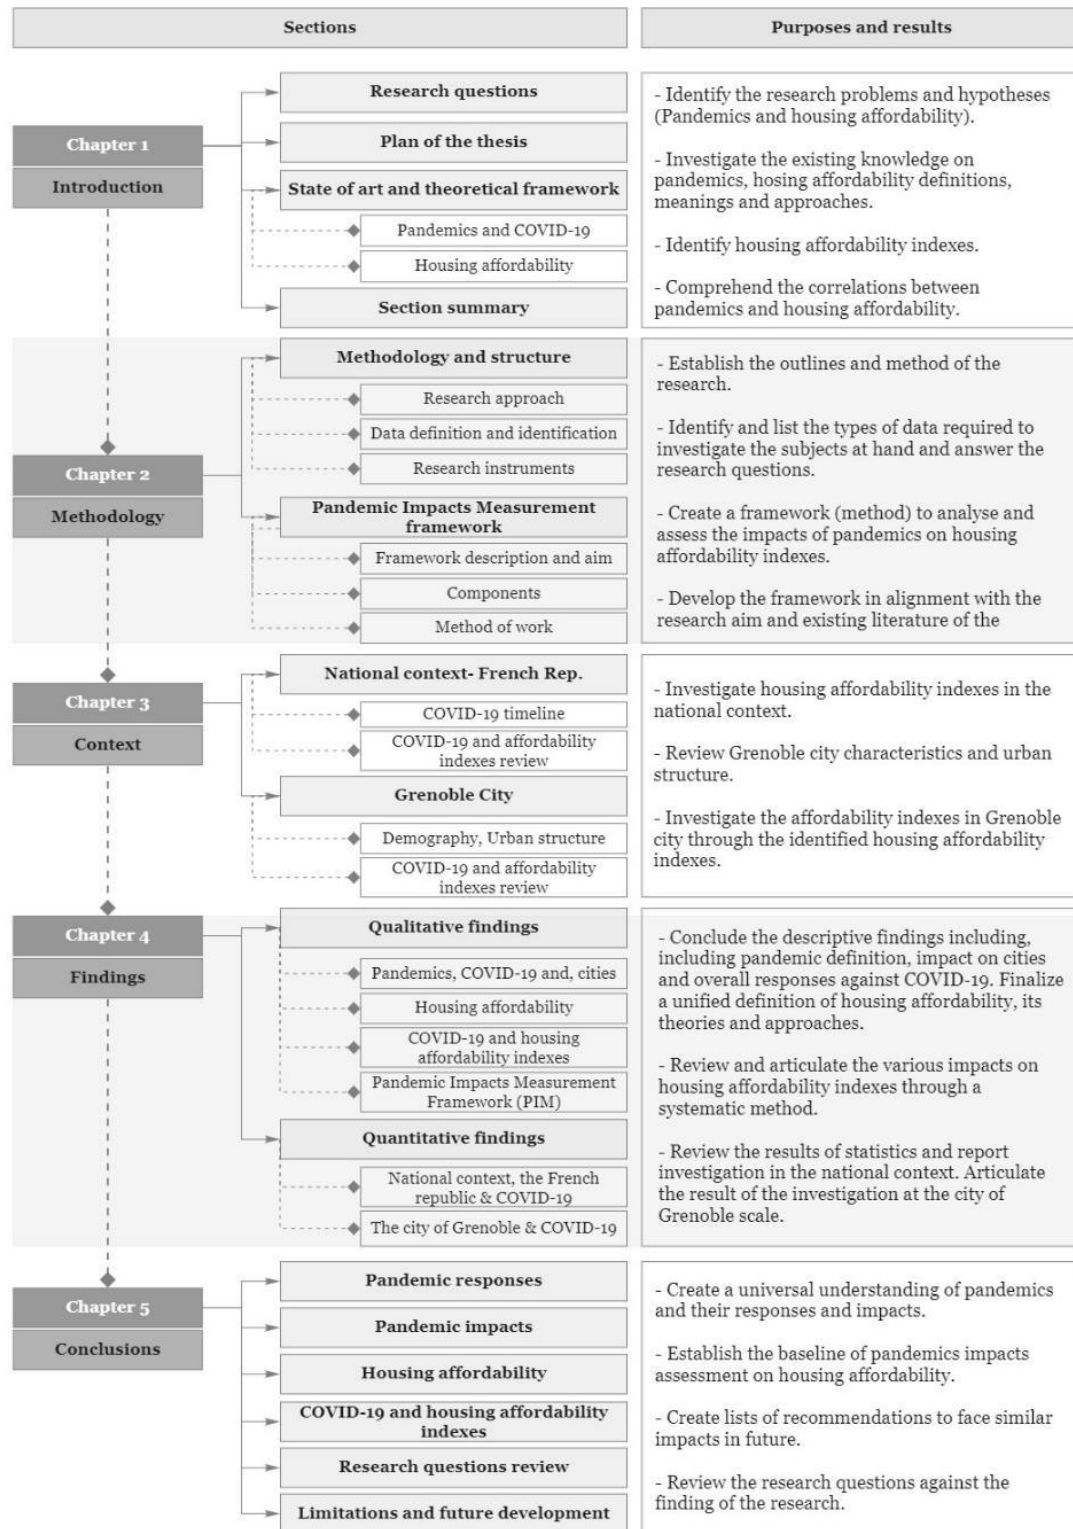 Sections
Purposes and results
Chapter 1
Introduction
Research questions
Plan of the thesis
State of art and theoretical framework
Pandemics and COVID-19
Housing affordability
Section summary
- Identify the research problems and hypotheses
(Pandemics and housing affordability).
- Investigate the existing knowledge on
pandemics, hosing affordability definitions,
meanings and approaches.
- Identify housing affordability indexes.
- Comprehend the correlations between
pandemics and housing affordability.
Chapter 2
Methodology
Methodology and structure
Research approach
Data definition and identification
Research instruments
Pandemic Impacts Measurement
framework
Framework description and aim
Components
Method of work
- Establish the outlines and method of the
research.
- Identify and list the types of data required to
investigate the subjects at hand and answer the
research questions.
- Create a framework (method) to analyse and
assess the impacts of pandemics on housing
affordability indexes.
- Develop the framework in alignment with the
research aim and existing literature of the
Chapter 3
Context
National context- French Rep.
COVID-19 timeline
COVID-19 and affordability
indexes review
Grenoble City
Demography, Urban structure
COVID-19 and affordability
indexes review
- Investigate housing affordability indexes in the
national context.
- Review Grenoble city characteristics and urban
structure.
- Investigate the affordability indexes in Grenoble
city through the identified housing affordability
indexes.
Chapter 4
Findings
Qualitative findings
Pandemics, COVID-19 and, cities
Housing affordability
COVID-19 and housing
affordability indexes
Pandemic Impacts Measurement
Framework (PIM)
Quantitative findings
National context, the French
republic & COVID-19
The city of Grenoble & COVID-19
- Conclude the descriptive findings including,
including pandemic definition, impact on cities
and overall responses against COVID-19. Finalize
a unified definition of housing affordability, its
theories and approaches.
- Review and articulate the various impacts on
housing affordability indexes through a
systematic method.
- Review the results of statistics and report
investigation in the national context. Articulate
the result of the investigation at the city of
Grenoble scale.
Chapter 5
Conclusions
Pandemic responses
Pandemic impacts
Housing affordability
COVID-19 and housing affordability
indexes
Research questions review
Limitations and future development
- Create a universal understanding of pandemics
and their responses and impacts.
- Establish the baseline of pandemics impacts
assessment on housing affordability.
- Create lists of recommendations to face similar
impacts in future.
- Review the research questions against the
finding of the research.